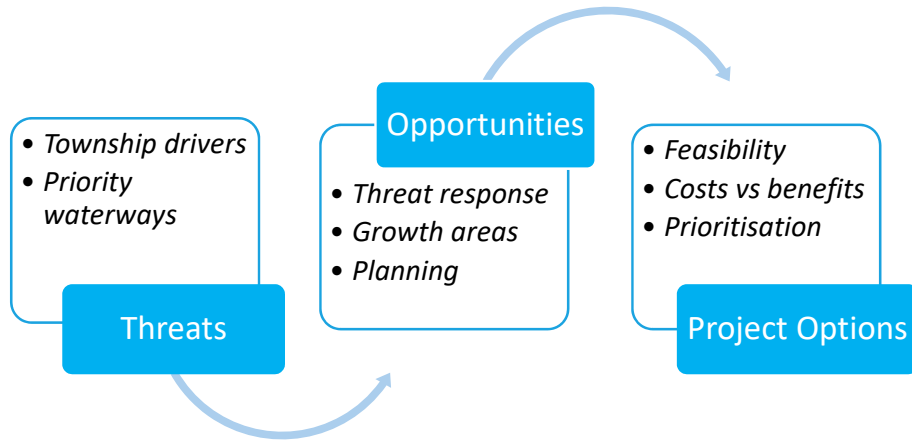 • Township drivers
• Priority
waterways
Threats
Opportunities
• Threat response
• Growth areas
• Planning
• Feasibility
• Costs vs benefits
• Prioritisation
Project Options